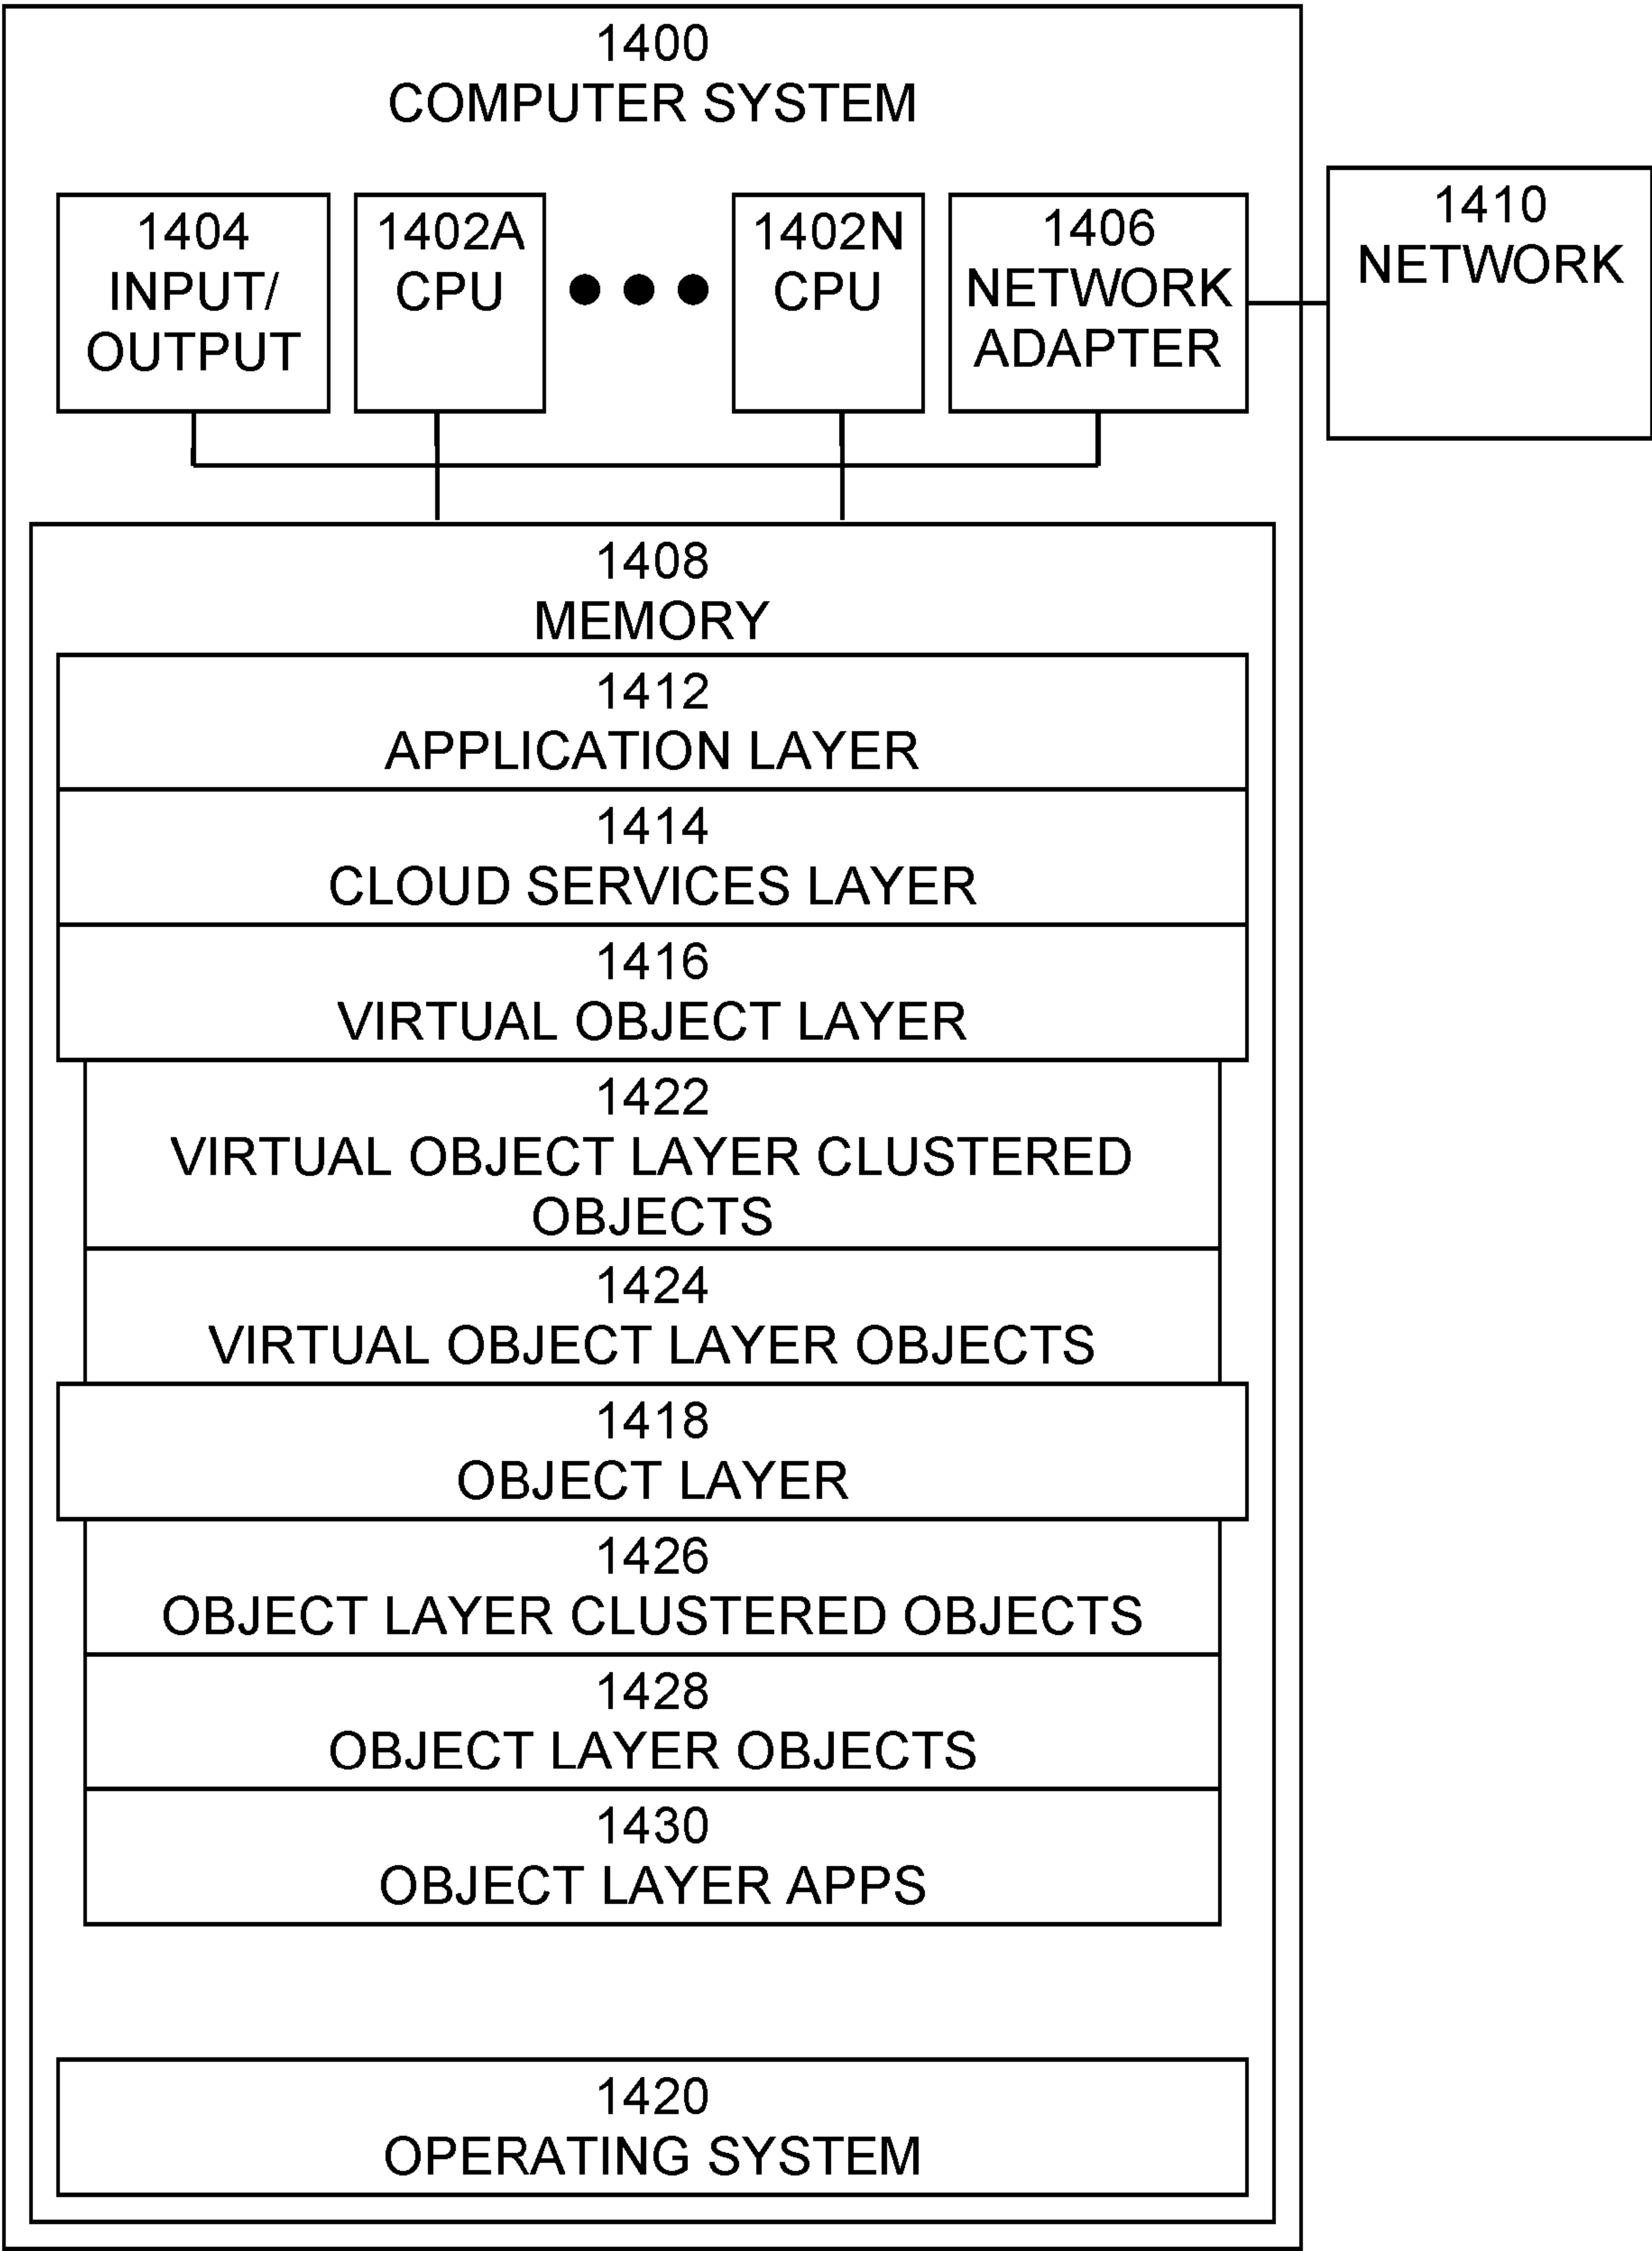 1400
COMPUTER SYSTEM
1404
INPUT/
OUTPUT
1402A
CPU
1402N
CPU
1406
NETWORK
ADAPTER
1410
NETWORK
1408
MEMORY
1412
APPLICATION LAYER
1414
CLOUD SERVICES LAYER
1416
VIRTUAL OBJECT LAYER
1422
VIRTUAL OBJECT LAYER CLUSTERED
OBJECTS
1424
VIRTUAL OBJECT LAYER OBJECTS
1418
OBJECT LAYER
1426
OBJECT LAYER CLUSTERED OBJECTS
1428
OBJECT LAYER OBJECTS
1430
OBJECT LAYER APPS
1420
OPERATING SYSTEM